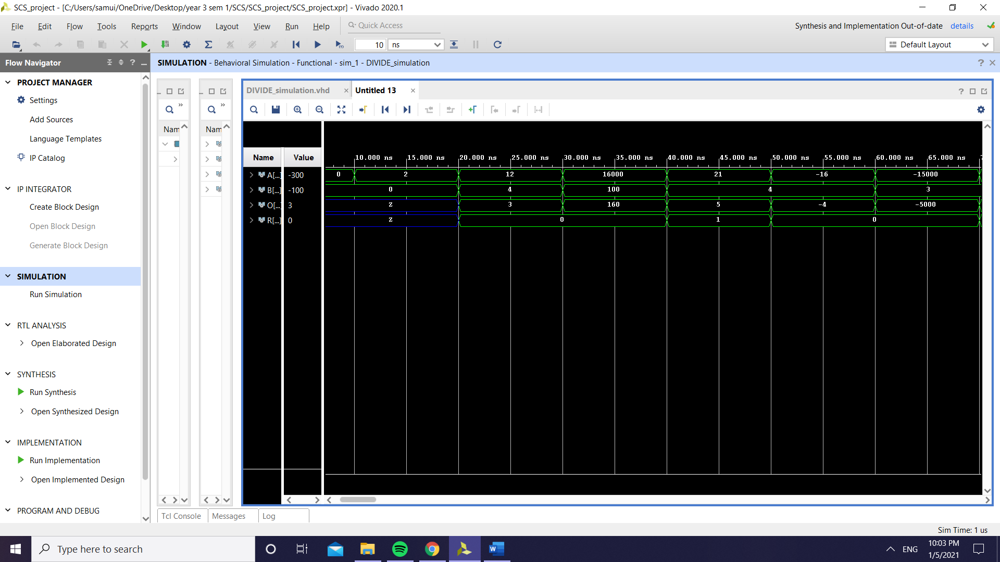 SCS_project - [C:/Users/samui/OneDrive/Desktop/year 3 sem 1/SCS/SCS_project/SCS_project.xpr] - Vivado 2020.1
File Edit Flow Tools Reports Window Layout View Run Help Quick Access
Synthesis and Implementation Out-of-date details
10 ns
Default Layout
Flow Navigator
SIMULATION - Behavioral Simulation - Functional - sim_1 - DIVIDE_simulation
PROJECT MANAGER
Settings
Add Sources
Language Templates
IP Catalog
IP INTEGRATOR
Create Block Design
Open Block Design
Generate Block Design
SIMULATION
Run Simulation
RTL ANALYSIS
Open Elaborated Design
SYNTHESIS
Run Synthesis
Open Synthesized Design
IMPLEMENTATION
Run Implementation
Open Implemented Design
PROGRAM AND DEBUG
Nam
Nam
DIVIDE_simulation.vhd Untitled 13
Name Value
10.000 ns 15.000 ns 20.000 ns 25.000 ns 30.000 ns 35.000 ns 40.000 ns 45.000 ns 50.000 ns 55.000 ns 60.000 ns 65.000 ns
A[...] -300 0 2 12 16000 21 -16 -15000
B[...] -100 0 4 100 4 3
O[...] 3 Z 3 160 5 -4 -5000
R[...] 0 Z 0 1 0
Tcl Console Messages Log
Sim Time: 1 us
Type here to search
ENG
10:03 PM
1/5/2021